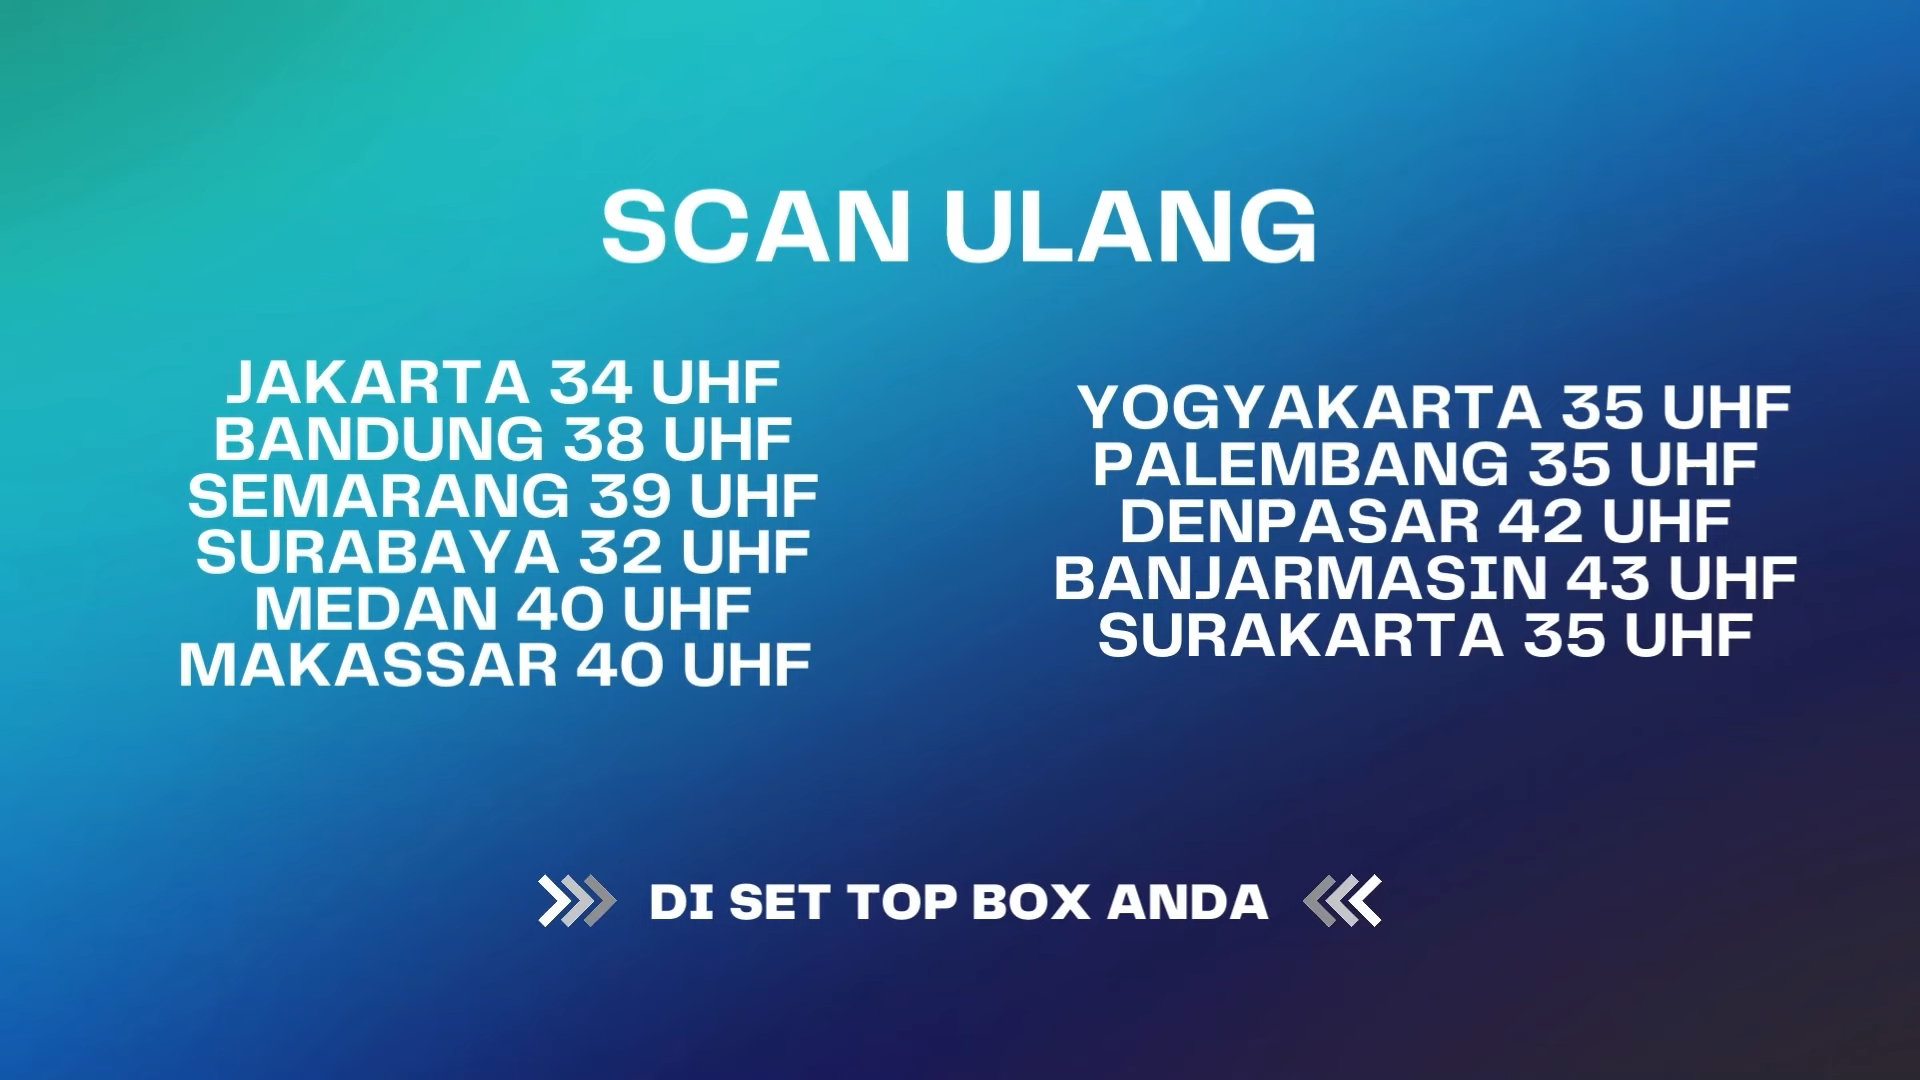 SCAN ULANG
JAKARTA 34 UHF
BANDUNG 38 UHF
SEMARANG 39 UHF
SURABAYA 32 UHF
MEDAN 40 UHF
MAKASSAR 40 UHF
YOGYAKARTA 35 UHF
PALEMBANG 35 UHF
DENPASAR 42 UHF
BANJARMASIN 43 UHF
SURAKARTA 35 UHF
DI SET TOP BOX ANDA